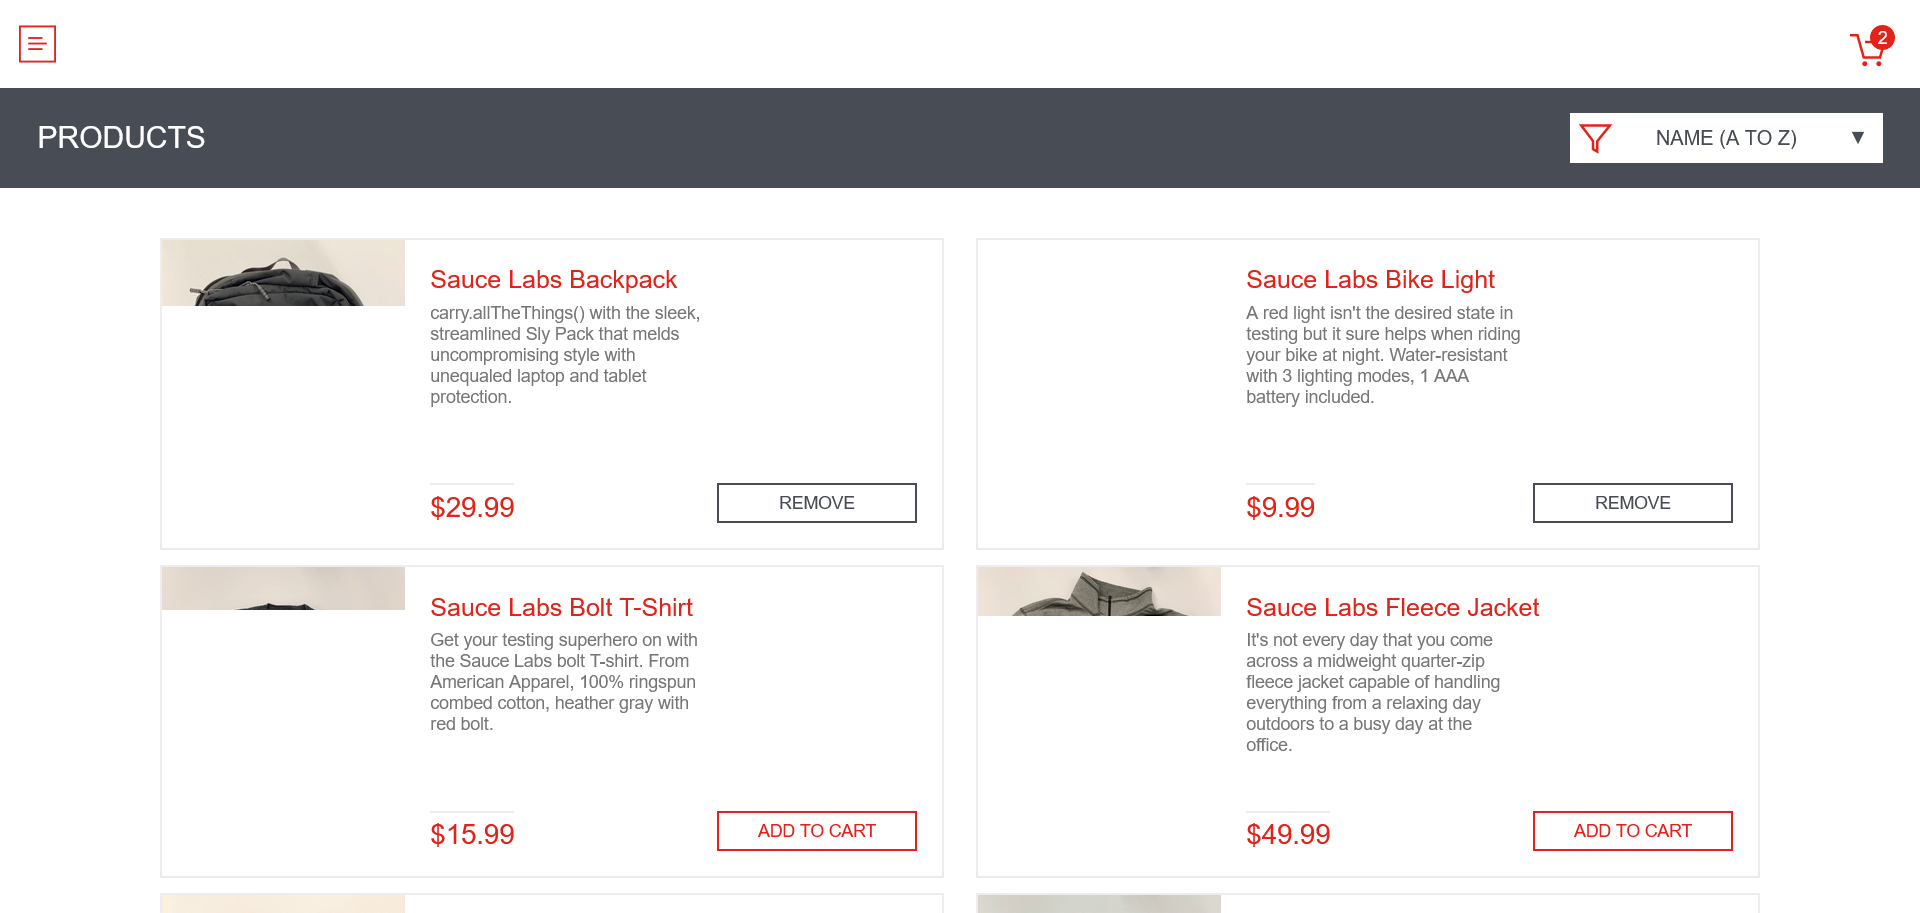 2
PRODUCTS
NAME (A TO Z) ▼
Sauce Labs Backpack
carry.allTheThings() with the sleek,
streamlined Sly Pack that melds
uncompromising style with
unequaled laptop and tablet
protection.
$29.99
REMOVE
Sauce Labs Bike Light
A red light isn't the desired state in
testing but it sure helps when riding
your bike at night. Water-resistant
with 3 lighting modes, 1 AAA
battery included.
$9.99
REMOVE
Sauce Labs Bolt T-Shirt
Get your testing superhero on with
the Sauce Labs bolt T-shirt. From
American Apparel, 100% ringspun
combed cotton, heather gray with
red bolt.
$15.99
ADD TO CART
Sauce Labs Fleece Jacket
It's not every day that you come
across a midweight quarter-zip
fleece jacket capable of handling
everything from a relaxing day
outdoors to a busy day at the
office.
$49.99
ADD TO CART